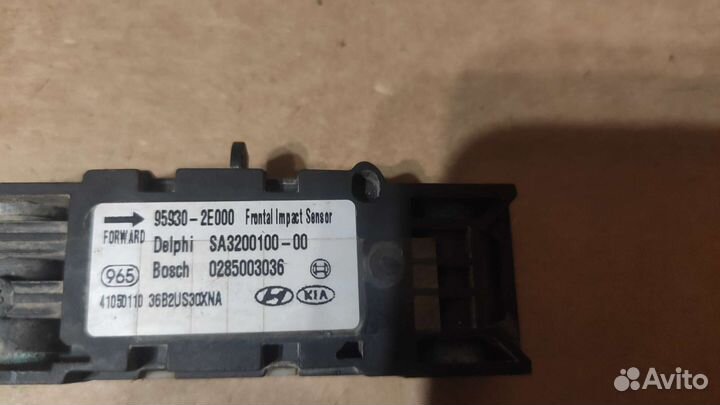 95930-2E000 Frontal Impact Sensor
FORWARD
Delphi SA3200100-00
965 Bosch 0285003036
41050110 36B2US30XNA KIA
Avito